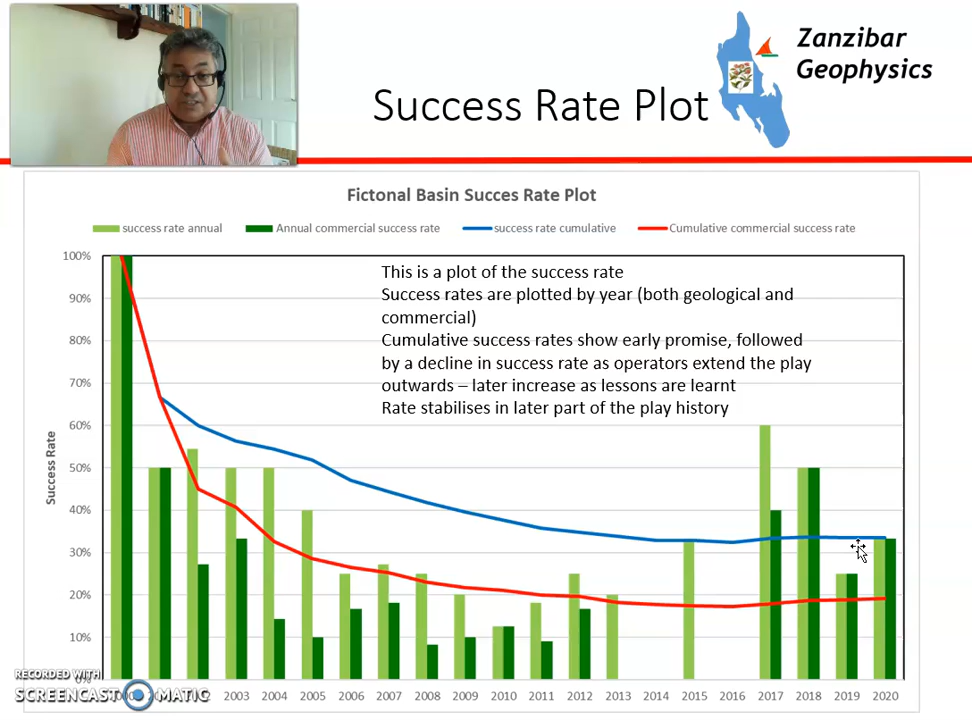 Zanzibar
Geophysics
Success Rate Plot
Fictonal Basin Succes Rate Plot
success rate annual
Annual commercial success rate
success rate cumulative
Cumulative commercial success rate
This is a plot of the success rate
Success rates are plotted by year (both geological and
commercial)
Cumulative success rates show early promise, followed
by a decline in success rate as operators extend the play
outwards – later increase as lessons are learnt
Rate stabilises in later part of the play history
Success Rate
100%
90%
80%
70%
60%
50%
40%
30%
20%
10%
2003 2004 2005 2006 2007 2008 2009 2010 2011 2012 2013 2014 2015 2016 2017 2018 2019 2020
RECORDED WITH
SCREENCAST MATIC